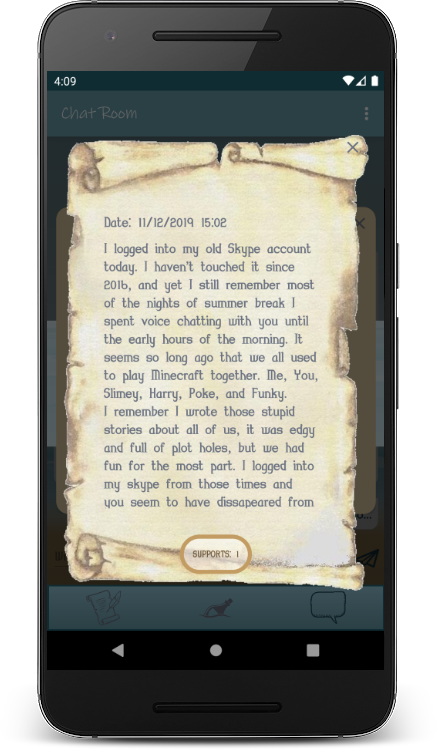 4:09
Chat Room
Date: 11/12/2019 15:02
I logged into my old Skype account
today. I haven't touched it since
2016, and yet I still remember most
of the nights of summer break I
spent voice chatting with you until
the early hours of the morning. It
seems so long ago that we all used
to play Minecraft together. Me, You,
Slimey, Harry, Poke, and Funky.
I remember I wrote those stupid
stories about all of us, it was edgy
and full of plot holes, but we had
fun for the most part. I logged into
my skype from those times and
you seem to have dissapeared from
SUPPORTS: 1